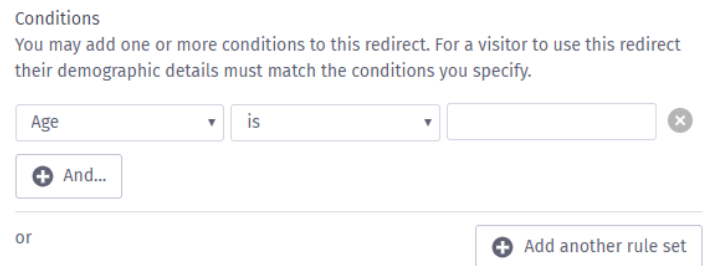 Conditions
You may add one or more conditions to this redirect. For a visitor to use this redirect
their demographic details must match the conditions you specify.
Age is
And...
or Add another rule set